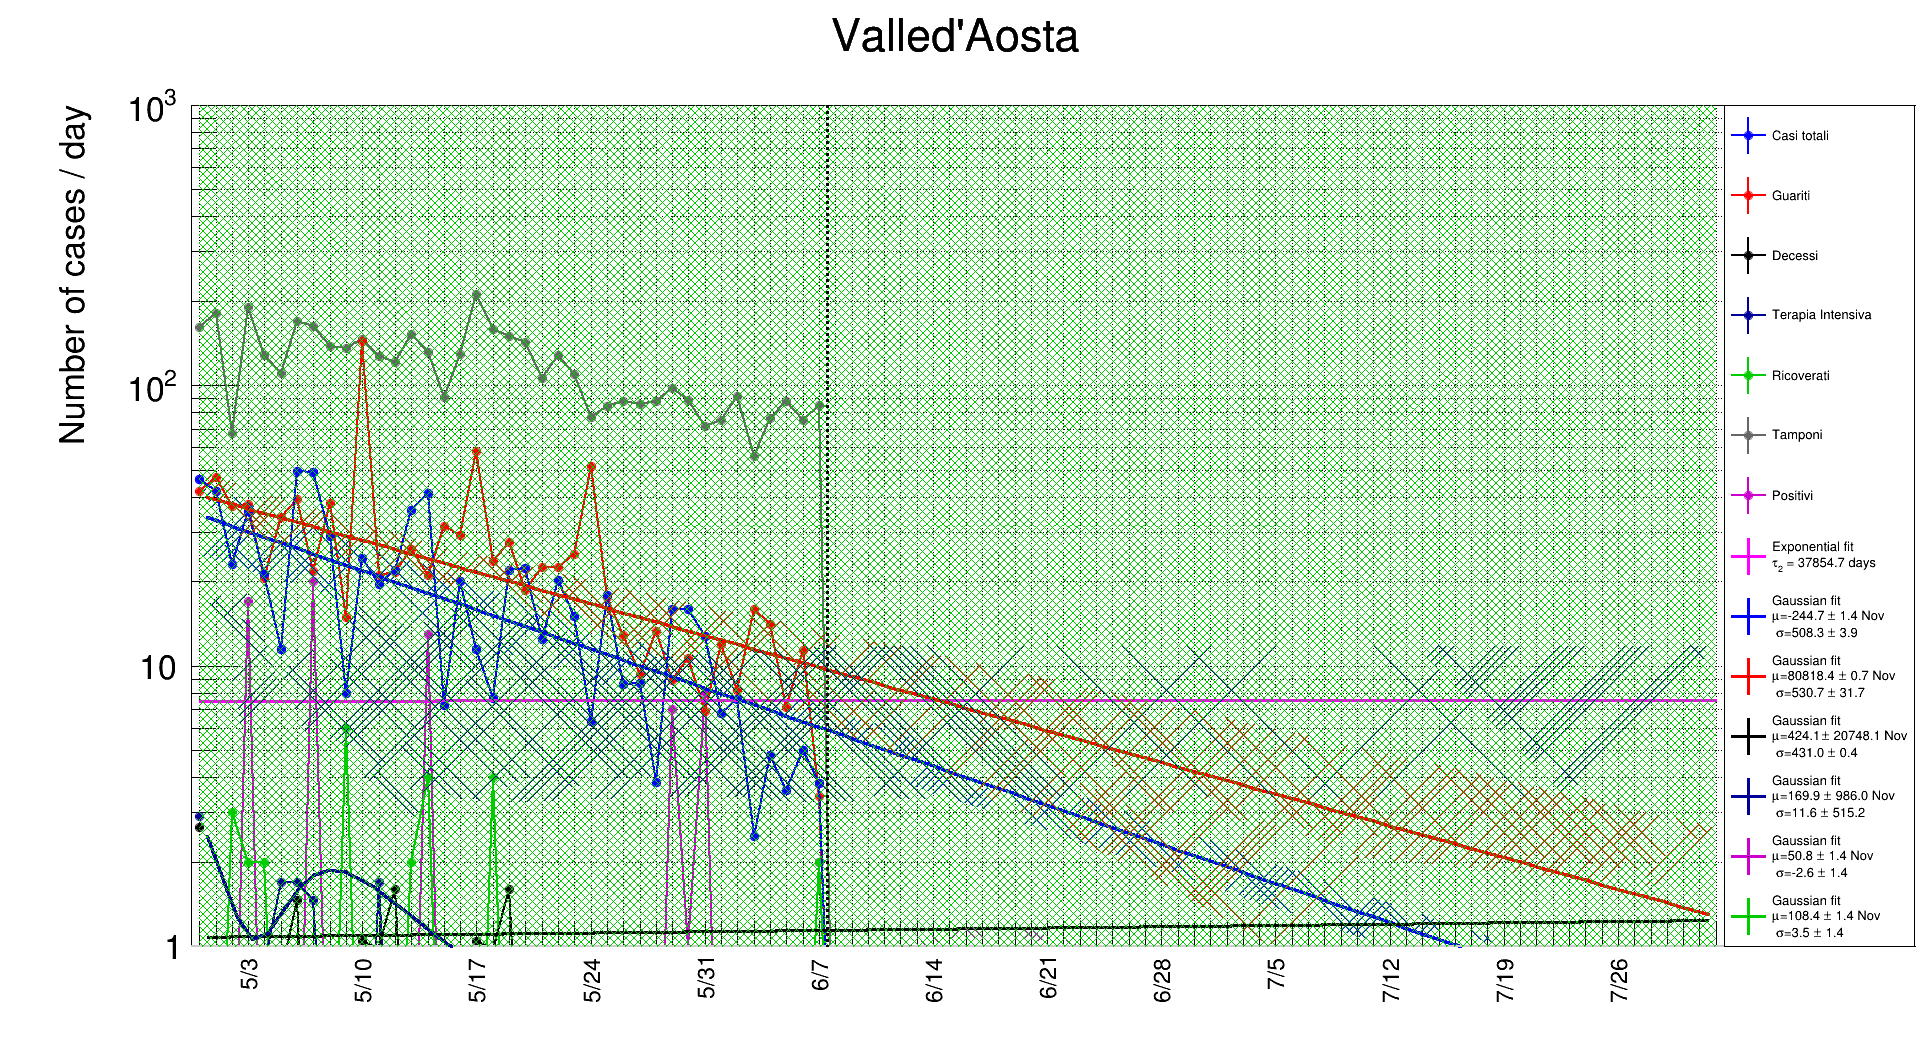 Valled'Aosta
Number of cases / day
10³
10²
10
1
5/3
5/10
5/17
5/24
5/31
6/7
6/14
6/21
6/28
7/5
7/12
7/19
7/26
Casi totali
Guariti
Decessi
Terapia Intensiva
Ricoverati
Tamponi
Positivi
Exponential fit
τ₂ = 37854.7 days
Gaussian fit
μ=-244.7 ± 1.4 Nov
σ=508.3 ± 3.9
Gaussian fit
μ=80818.4 ± 0.7 Nov
σ=530.7 ± 31.7
Gaussian fit
μ=424.1± 20748.1 Nov
σ=431.0 ± 0.4
Gaussian fit
μ=169.9 ± 986.0 Nov
σ=11.6 ± 515.2
Gaussian fit
μ=50.8 ± 1.4 Nov
σ=-2.6 ± 1.4
Gaussian fit
μ=108.4 ± 1.4 Nov
σ=3.5 ± 1.4